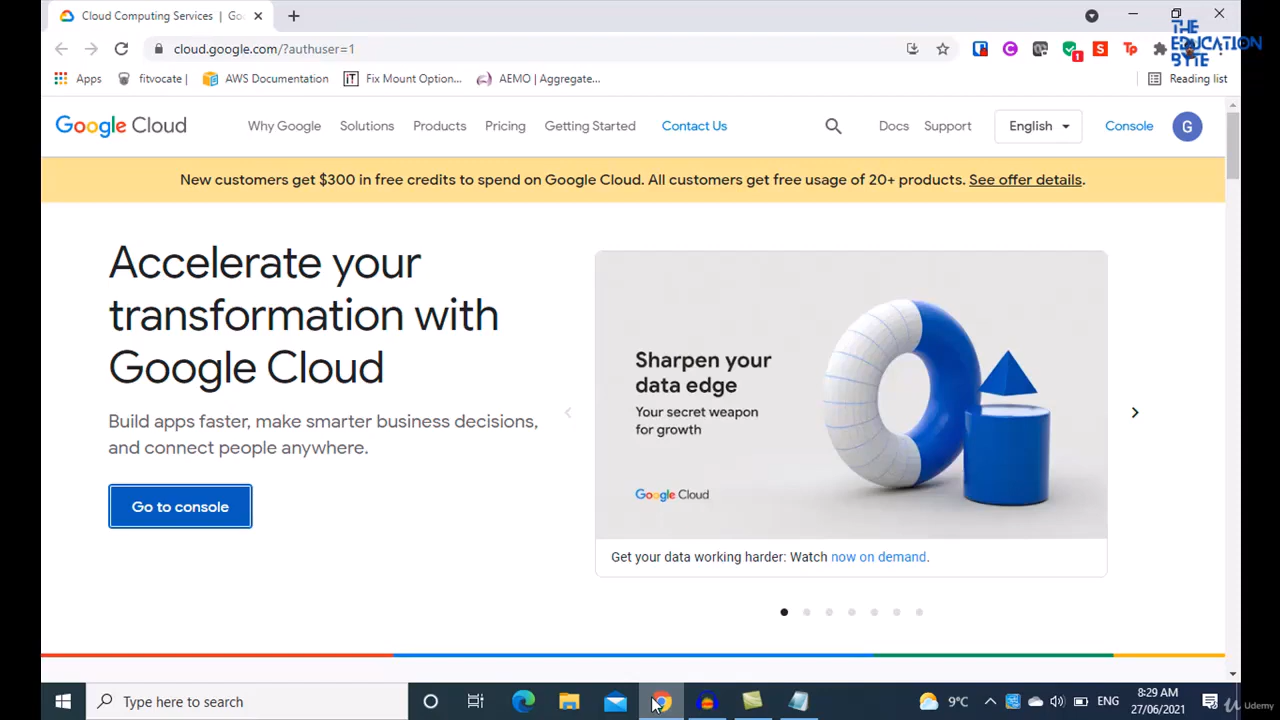 Cloud Computing Services | Go
THE
EDUCATION
BYTE
cloud.google.com/?authuser=1
1
Apps
fitvocate |
AWS Documentation
Fix Mount Option...
AEMO | Aggregate...
Reading list
Google Cloud
Why Google
Solutions
Products
Pricing
Getting Started
Contact Us
Docs
Support
English
Console
G
New customers get $300 in free credits to spend on Google Cloud. All customers get free usage of 20+ products. See offer details.
Accelerate your
transformation with
Google Cloud
Build apps faster, make smarter business decisions,
and connect people anywhere.
Go to console
Sharpen your
data edge
Your secret weapon
for growth
Google Cloud
Get your data working harder: Watch now on demand.
Type here to search
9°C
ENG
8:29 AM
27/06/2021
Udemy